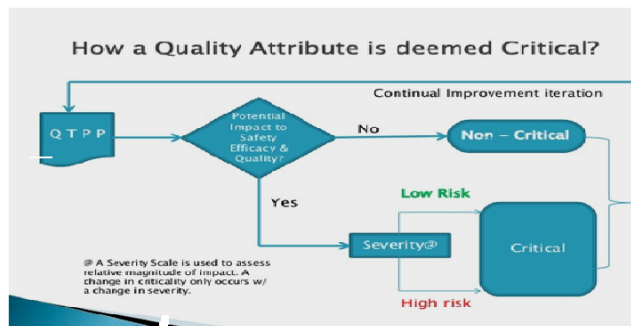 How a Quality Attribute is deemed Critical?
Continual Improvement iteration
Q T P P
Potential
Impact to
Safety
Efficacy &
Quality?
No
Non - Critical
Yes
Low Risk
Severity@
Critical
High risk
@ A Severity Scale is used to assess
relative magnitude of impact. A
change in criticality only occurs w/
a change in severity.